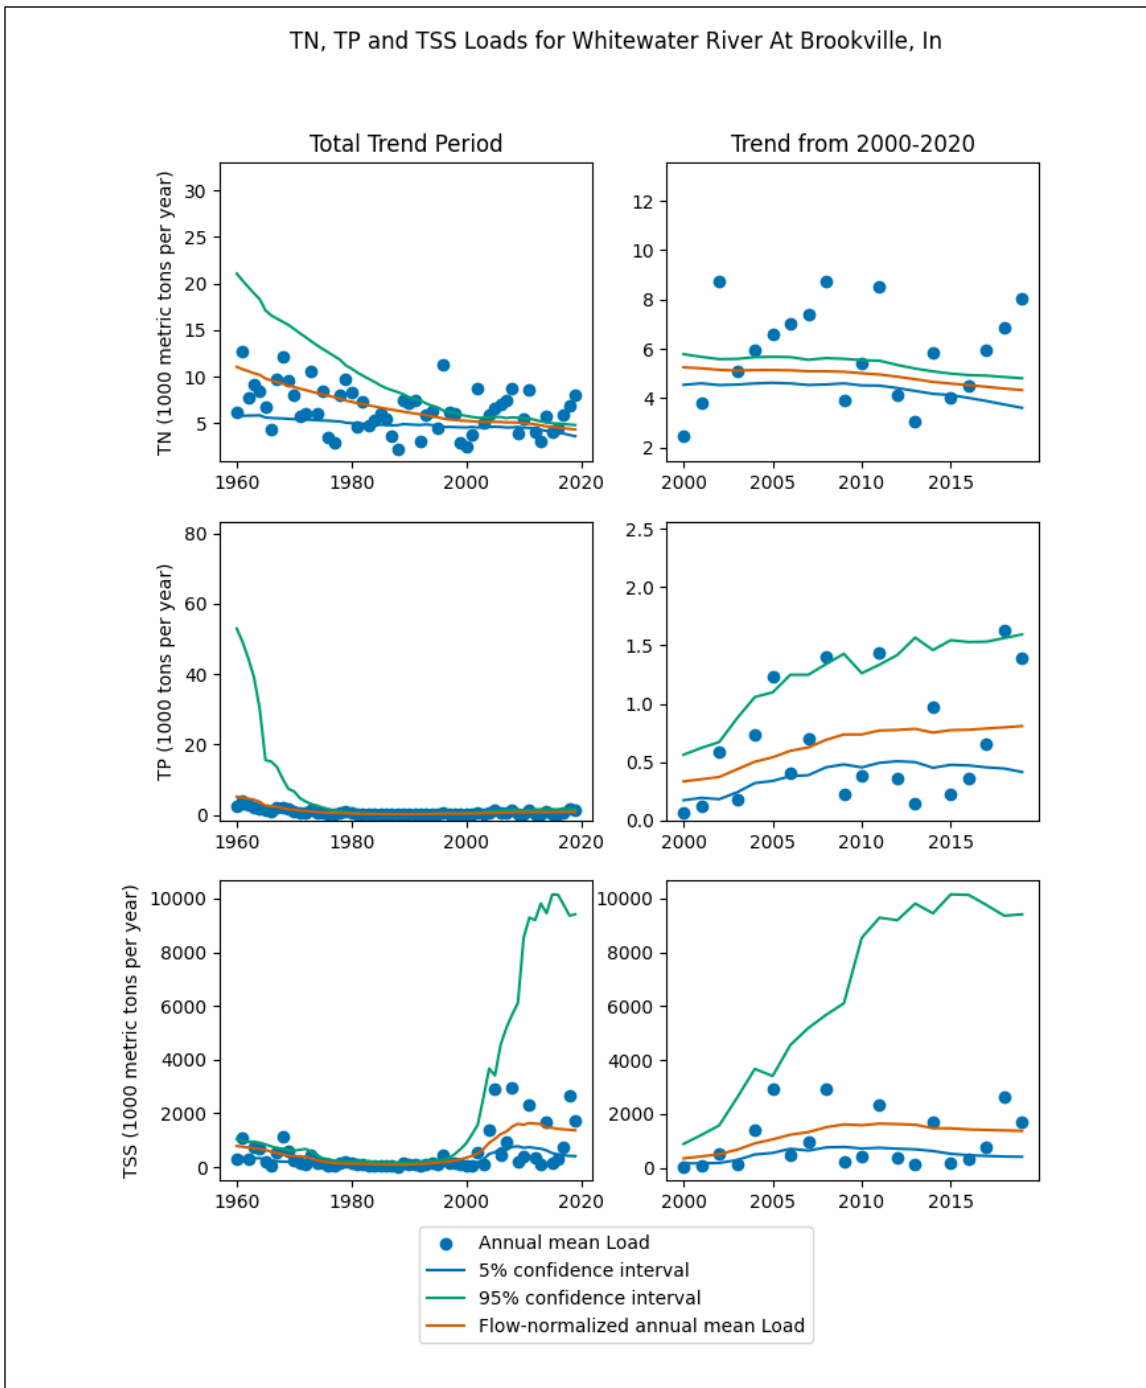 TN, TP and TSS Loads for Whitewater River At Brookville, In
Total Trend Period
Trend from 2000-2020
TN (1000 metric tons per year)
30
25
20
15
10
5
1960 1980 2000 2020
12
10
8
6
4
2
2000 2005 2010 2015
TP (1000 tons per year)
80
60
40
20
0
1960 1980 2000 2020
2.5
2.0
1.5
1.0
0.5
0.0
2000 2005 2010 2015
TSS (1000 metric tons per year)
10000
8000
6000
4000
2000
0
1960 1980 2000 2020
10000
8000
6000
4000
2000
0
2000 2005 2010 2015
Annual mean Load
5% confidence interval
95% confidence interval
Flow-normalized annual mean Load